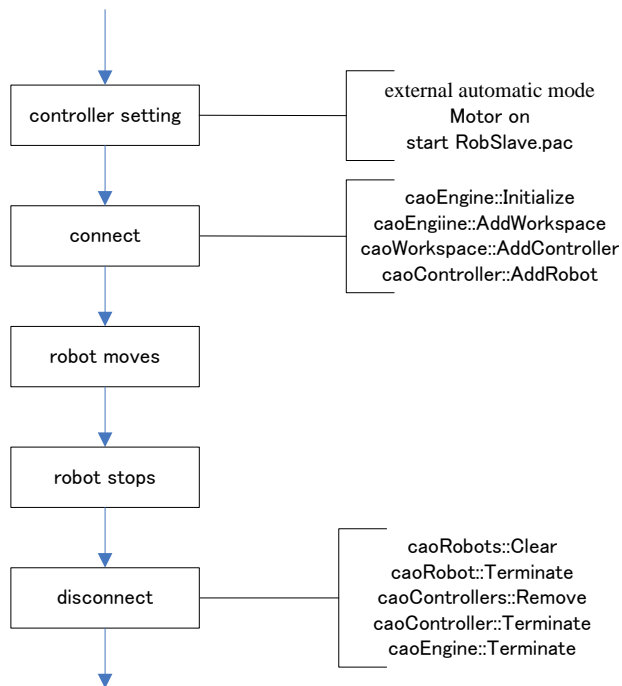 controller setting
external automatic mode
Motor on
start RobSlave.pac
connect
caoEngine::Initialize
caoEngiine::AddWorkspace
caoWorkspace::AddController
caoController::AddRobot
robot moves
robot stops
disconnect
caoRobots::Clear
caoRobot::Terminate
caoControllers::Remove
caoController::Terminate
caoEngine::Terminate